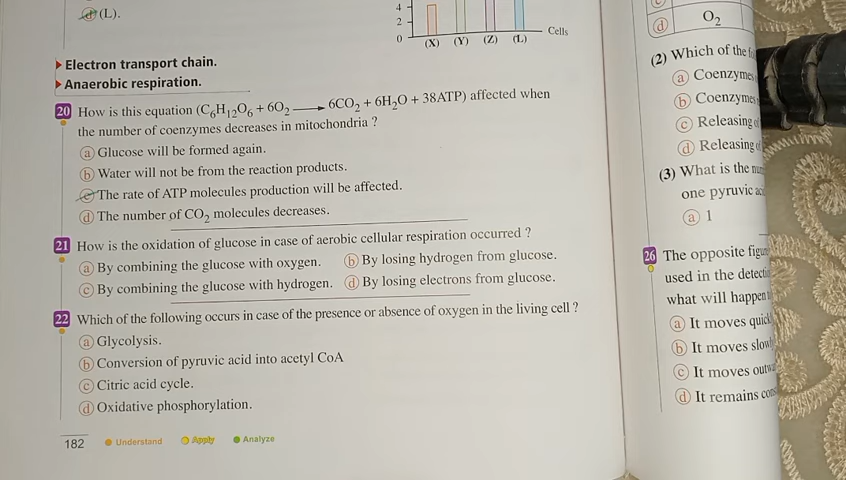 d (L).
4
2
0
(X) (Y) (Z) (L)
Cells
Electron transport chain.
Anaerobic respiration.
20 How is this equation (C₆H₁₂O₆ + 6O₂ ⟶ 6CO₂ + 6H₂O + 38ATP) affected when
the number of coenzymes decreases in mitochondria ?
a Glucose will be formed again.
b Water will not be from the reaction products.
c The rate of ATP molecules production will be affected.
d The number of CO₂ molecules decreases.
21 How is the oxidation of glucose in case of aerobic cellular respiration occurred ?
a By combining the glucose with oxygen. b By losing hydrogen from glucose.
c By combining the glucose with hydrogen. d By losing electrons from glucose.
22 Which of the following occurs in case of the presence or absence of oxygen in the living cell ?
a Glycolysis.
b Conversion of pyruvic acid into acetyl CoA
c Citric acid cycle.
d Oxidative phosphorylation.
182 Understand Apply Analyze
d O₂
(2) Which of the
a Coenzymes
b Coenzymes
c Releasing
d Releasing
(3) What is the
one pyruvic
a 1
26 The opposite
used in the
what will happen
a It moves
b It moves
c It moves
d It remains